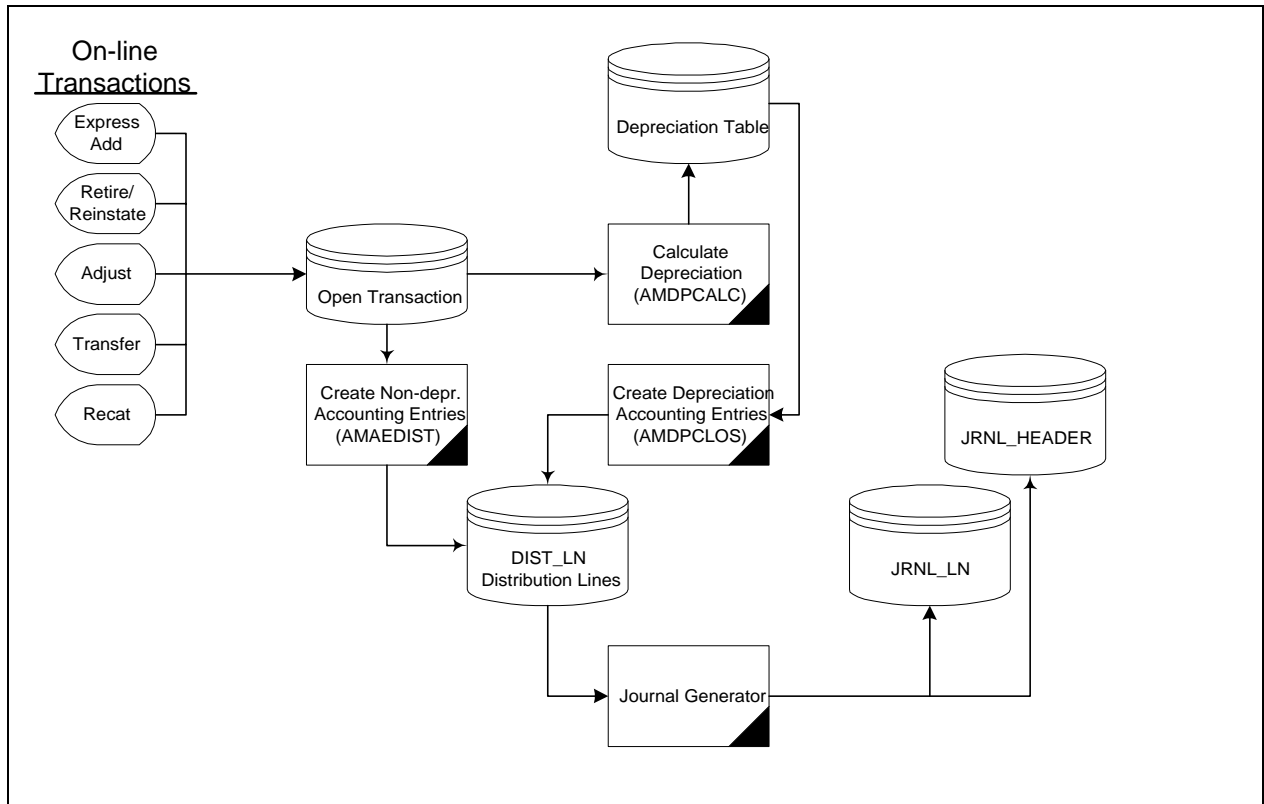 On-line
Transactions
Express
Add
Retire/
Reinstate
Adjust
Transfer
Recat
Open Transaction
Depreciation Table
Calculate
Depreciation
(AMDPCALC)
Create Non-depr.
Accounting Entries
(AMAEDIST)
Create Depreciation
Accounting Entries
(AMDPCLOS)
JRNL_HEADER
DIST_LN
Distribution Lines
JRNL_LN
Journal Generator